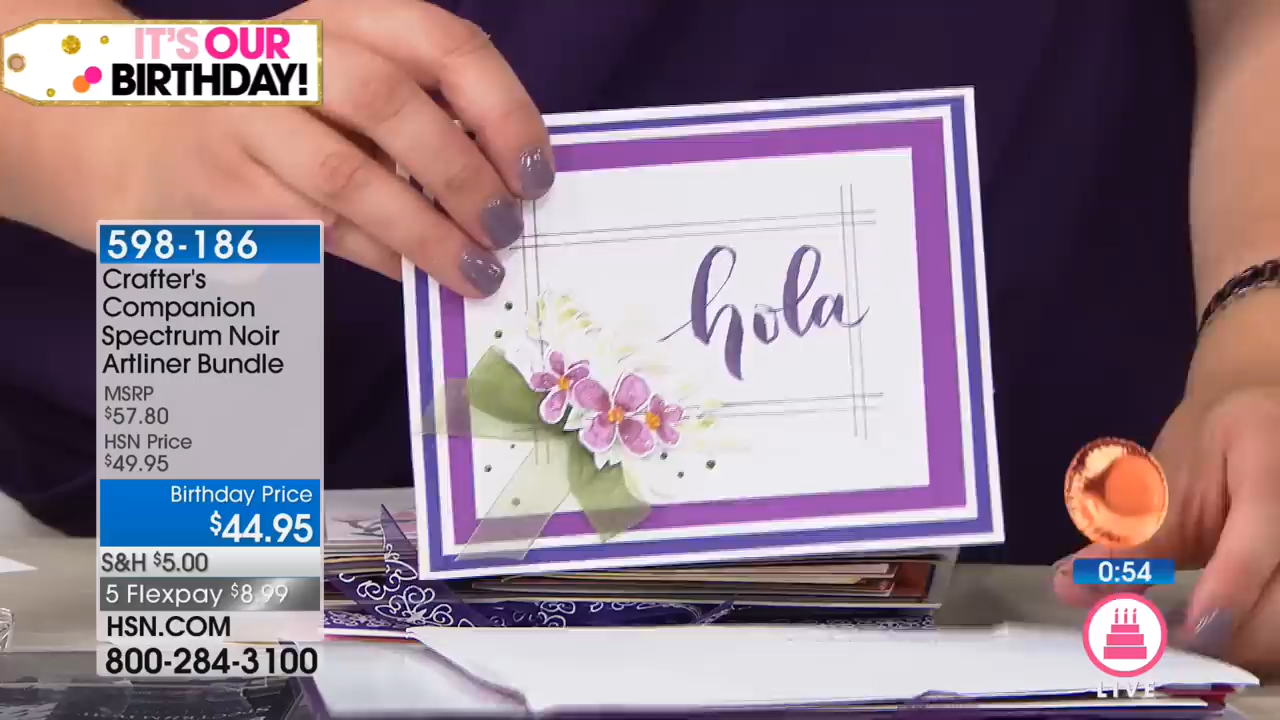 IT'S OUR
BIRTHDAY!
598-186
Crafter's
Companion
Spectrum Noir
Artliner Bundle
MSRP
$57.80
HSN Price
$49.95
Birthday Price
$44.95
S&H $5.00
5 Flexpay $8.99
HSN.COM
800-284-3100
hola
0:54
LIVE